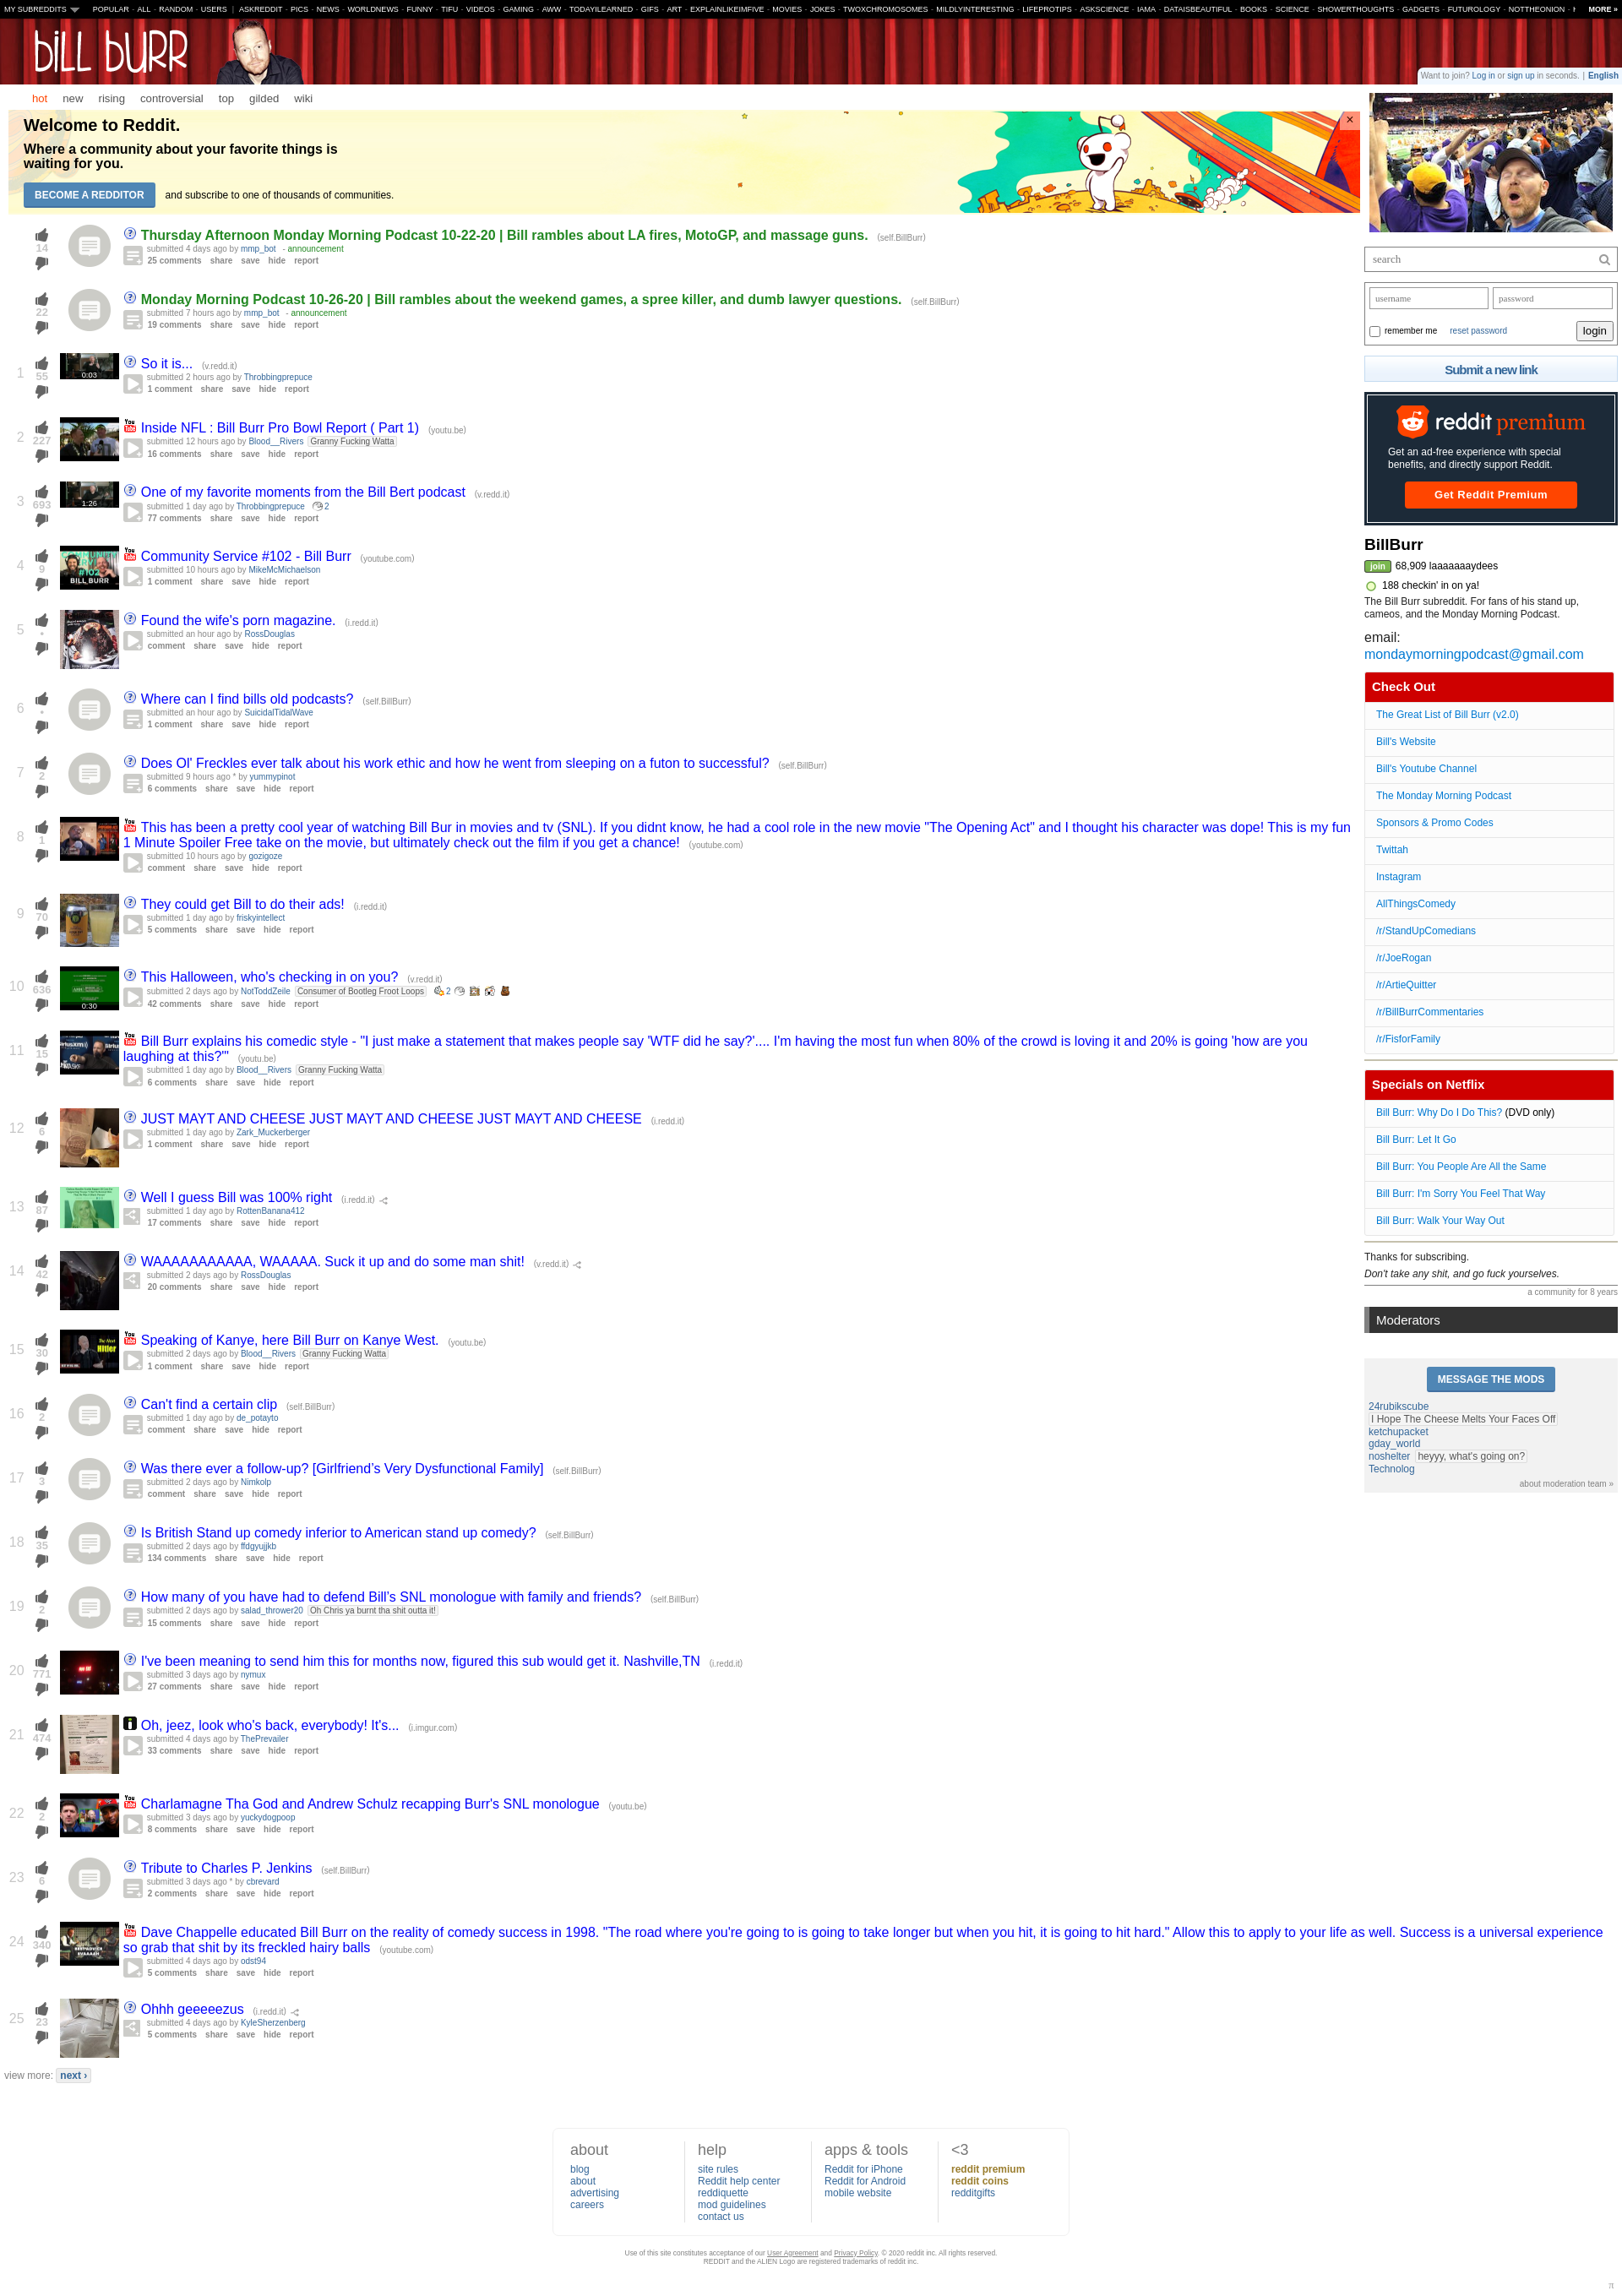 MY SUBREDDITS POPULAR - ALL - RANDOM - USERS | ASKREDDIT - PICS - NEWS - WORLDNEWS - FUNNY - TIFU - VIDEOS - GAMING - AWW - TODAYILEARNED - GIFS - ART - EXPLAINLIKEIMFIVE - MOVIES - JOKES - TWOXCHROMOSOMES - MILDLYINTERESTING - LIFEPROTIPS - ASKSCIENCE - IAMA - DATAISBEAUTIFUL - BOOKS - SCIENCE - SHOWERTHOUGHTS - GADGETS - FUTUROLOGY - NOTTHEONION - MORE »
BILL BURR
Want to join? Log in or sign up in seconds. | English
hot new rising controversial top gilded wiki
Welcome to Reddit.
Where a community about your favorite things is
waiting for you.
BECOME A REDDITOR and subscribe to one of thousands of communities.
×
14
Thursday Afternoon Monday Morning Podcast 10-22-20 | Bill rambles about LA fires, MotoGP, and massage guns. (self.BillBurr)
submitted 4 days ago by mmp_bot - announcement
25 comments share save hide report
22
Monday Morning Podcast 10-26-20 | Bill rambles about the weekend games, a spree killer, and dumb lawyer questions. (self.BillBurr)
submitted 7 hours ago by mmp_bot - announcement
19 comments share save hide report
1 55 0:03
So it is... (v.redd.it)
submitted 2 hours ago by Throbbingprepuce
1 comment share save hide report
2 227
Inside NFL : Bill Burr Pro Bowl Report ( Part 1) (youtu.be)
submitted 12 hours ago by Blood__Rivers Granny Fucking Watta
16 comments share save hide report
3 693 1:26
One of my favorite moments from the Bill Bert podcast (v.redd.it)
submitted 1 day ago by Throbbingprepuce 2
77 comments share save hide report
4 9 #102 BILL BURR
Community Service #102 - Bill Burr (youtube.com)
submitted 10 hours ago by MikeMcMichaelson
1 comment share save hide report
5 •
Found the wife's porn magazine. (i.redd.it)
submitted an hour ago by RossDouglas
comment share save hide report
6 •
Where can I find bills old podcasts? (self.BillBurr)
submitted an hour ago by SuicidalTidalWave
1 comment share save hide report
7 2
Does Ol' Freckles ever talk about his work ethic and how he went from sleeping on a futon to successful? (self.BillBurr)
submitted 9 hours ago * by yummypinot
6 comments share save hide report
8 1
This has been a pretty cool year of watching Bill Bur in movies and tv (SNL). If you didnt know, he had a cool role in the new movie "The Opening Act" and I thought his character was dope! This is my fun
1 Minute Spoiler Free take on the movie, but ultimately check out the film if you get a chance! (youtube.com)
submitted 10 hours ago by gozigoze
comment share save hide report
9 70
They could get Bill to do their ads! (i.redd.it)
submitted 1 day ago by friskyintellect
5 comments share save hide report
10 636 0:30
This Halloween, who's checking in on you? (v.redd.it)
submitted 2 days ago by NotToddZeile Consumer of Bootleg Froot Loops 2
42 comments share save hide report
11 15
Bill Burr explains his comedic style - "I just make a statement that makes people say 'WTF did he say?'.... I'm having the most fun when 80% of the crowd is loving it and 20% is going 'how are you
laughing at this?'" (youtu.be)
submitted 1 day ago by Blood__Rivers Granny Fucking Watta
6 comments share save hide report
12 6
JUST MAYT AND CHEESE JUST MAYT AND CHEESE JUST MAYT AND CHEESE (i.redd.it)
submitted 1 day ago by Zark_Muckerberger
1 comment share save hide report
13 87
Well I guess Bill was 100% right (i.redd.it)
submitted 1 day ago by RottenBanana412
17 comments share save hide report
14 42
WAAAAAAAAAAA, WAAAAA. Suck it up and do some man shit! (v.redd.it)
submitted 2 days ago by RossDouglas
20 comments share save hide report
15 30 Hitler
Speaking of Kanye, here Bill Burr on Kanye West. (youtu.be)
submitted 2 days ago by Blood__Rivers Granny Fucking Watta
1 comment share save hide report
16 2
Can't find a certain clip (self.BillBurr)
submitted 1 day ago by de_potayto
comment share save hide report
17 3
Was there ever a follow-up? [Girlfriend's Very Dysfunctional Family] (self.BillBurr)
submitted 2 days ago by Nimkolp
comment share save hide report
18 35
Is British Stand up comedy inferior to American stand up comedy? (self.BillBurr)
submitted 2 days ago by ffdgyujjkb
134 comments share save hide report
19 2
How many of you have had to defend Bill's SNL monologue with family and friends? (self.BillBurr)
submitted 2 days ago by salad_thrower20 Oh Chris ya burnt tha shit outta it!
15 comments share save hide report
20 771
I've been meaning to send him this for months now, figured this sub would get it. Nashville,TN (i.redd.it)
submitted 3 days ago by nymux
27 comments share save hide report
21 474
Oh, jeez, look who's back, everybody! It's... (i.imgur.com)
submitted 4 days ago by ThePrevailer
33 comments share save hide report
22 2
Charlamagne Tha God and Andrew Schulz recapping Burr's SNL monologue (youtu.be)
submitted 3 days ago by yuckydogpoop
8 comments share save hide report
23 6
Tribute to Charles P. Jenkins (self.BillBurr)
submitted 3 days ago * by cbrevard
2 comments share save hide report
24 340
Dave Chappelle educated Bill Burr on the reality of comedy success in 1998. "The road where you're going to is going to take longer but when you hit, it is going to hit hard." Allow this to apply to your life as well. Success is a universal experience
so grab that shit by its freckled hairy balls (youtube.com)
submitted 4 days ago by odst94
5 comments share save hide report
25 23
Ohhh geeeeezus (i.redd.it)
submitted 4 days ago by KyleSherzenberg
5 comments share save hide report
view more: next ›
search
username password
remember me reset password login
Submit a new link
reddit premium
Get an ad-free experience with special
benefits, and directly support Reddit.
Get Reddit Premium
BillBurr
join 68,909 laaaaaaydees
188 checkin' in on ya!
The Bill Burr subreddit. For fans of his stand up,
cameos, and the Monday Morning Podcast.
email:
mondaymorningpodcast@gmail.com
Check Out
The Great List of Bill Burr (v2.0)
Bill's Website
Bill's Youtube Channel
The Monday Morning Podcast
Sponsors & Promo Codes
Twittah
Instagram
AllThingsComedy
/r/StandUpComedians
/r/JoeRogan
/r/ArtieQuitter
/r/BillBurrCommentaries
/r/FisforFamily
Specials on Netflix
Bill Burr: Why Do I Do This? (DVD only)
Bill Burr: Let It Go
Bill Burr: You People Are All the Same
Bill Burr: I'm Sorry You Feel That Way
Bill Burr: Walk Your Way Out
Thanks for subscribing.
Don't take any shit, and go fuck yourselves.
a community for 8 years
Moderators
MESSAGE THE MODS
24rubikscube
I Hope The Cheese Melts Your Faces Off
ketchupacket
gday_world
noshelter heyyy, what's going on?
Technolog
about moderation team »
about
blog
about
advertising
careers
help
site rules
Reddit help center
reddiquette
mod guidelines
contact us
apps & tools
Reddit for iPhone
Reddit for Android
mobile website
<3
reddit premium
reddit coins
redditgifts
Use of this site constitutes acceptance of our User Agreement and Privacy Policy. © 2020 reddit inc. All rights reserved.
REDDIT and the ALIEN Logo are registered trademarks of reddit inc.
π